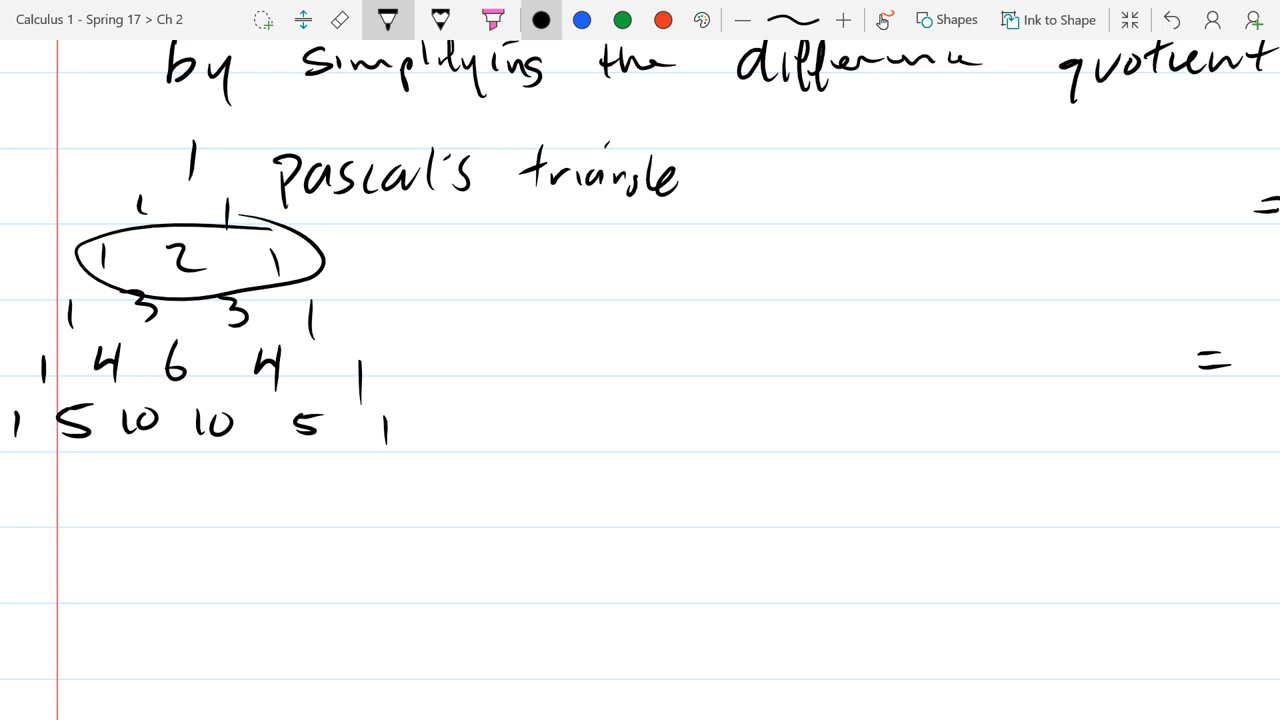 Calculus 1 - Spring 17 > Ch 2
Shapes
Ink to Shape
by simplifying the difference quotient
1 pascal's triangle
1 1
1 2 1
1 3 3 1
1 4 6 4 1
1 5 10 10 5 1
=
=